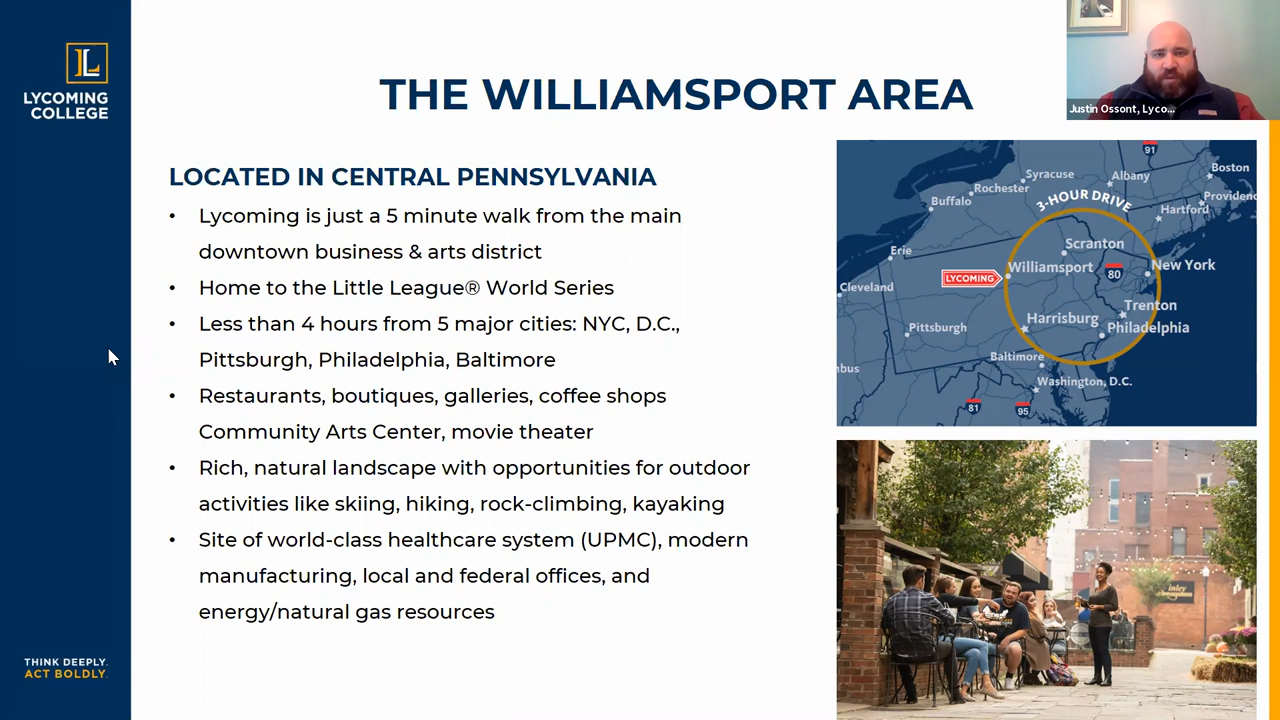 LYCOMING
COLLEGE
THE WILLIAMSPORT AREA
Justin Ossont, Lyco...
LOCATED IN CENTRAL PENNSYLVANIA
• Lycoming is just a 5 minute walk from the main
downtown business & arts district
• Home to the Little League® World Series
• Less than 4 hours from 5 major cities: NYC, D.C.,
Pittsburgh, Philadelphia, Baltimore
• Restaurants, boutiques, galleries, coffee shops
Community Arts Center, movie theater
• Rich, natural landscape with opportunities for outdoor
activities like skiing, hiking, rock-climbing, kayaking
• Site of world-class healthcare system (UPMC), modern
manufacturing, local and federal offices, and
energy/natural gas resources
91
Boston
Syracuse
Albany
Rochester
Providenc
Buffalo
3-HOUR DRIVE
Hartford
Erie
Scranton
LYCOMING
Williamsport
80
New York
Cleveland
Trenton
Harrisburg
Pittsburgh
Philadelphia
Baltimore
bus
Washington, D.C.
81
95
THINK DEEPLY.
ACT BOLDLY.